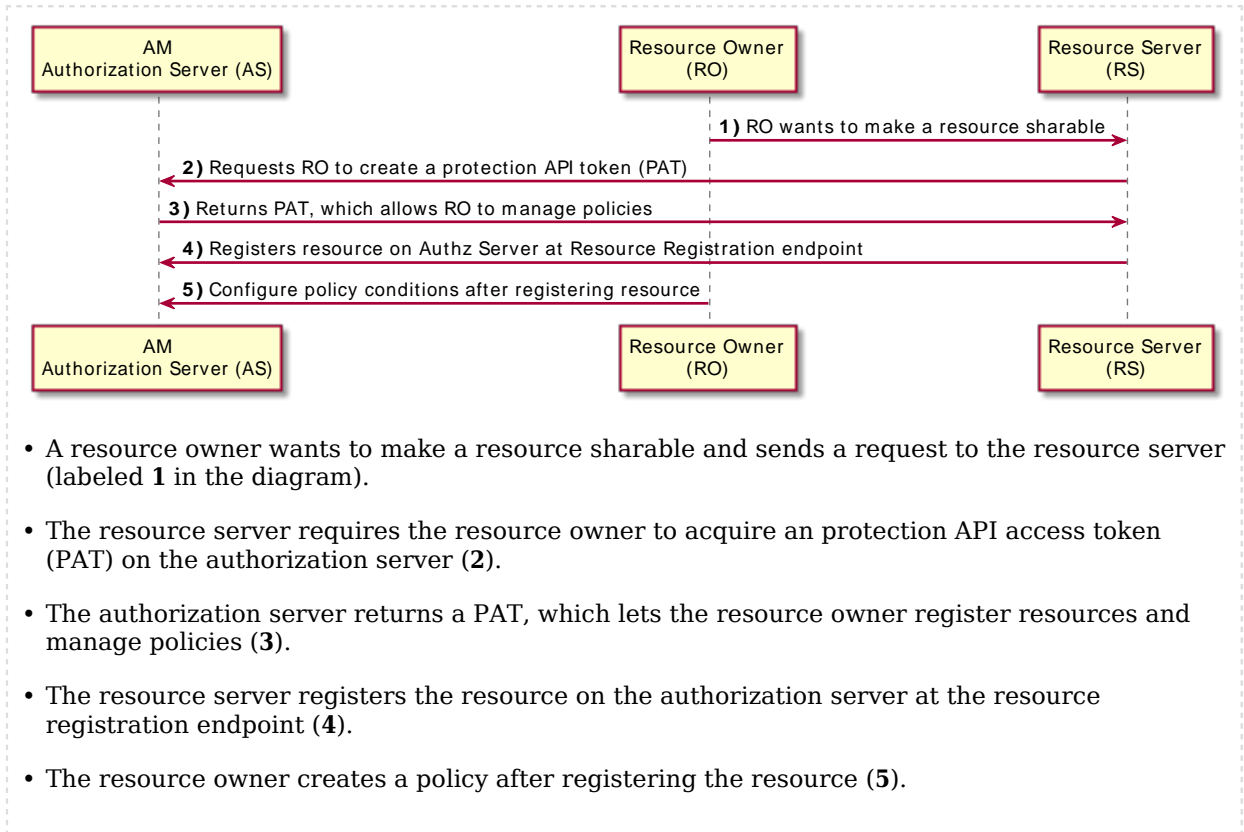 AM
Authorization Server (AS)
Resource Owner
(RO)
Resource Server
(RS)
1) RO wants to make a resource sharable
2) Requests RO to create a protection API token (PAT)
3) Returns PAT, which allows RO to manage policies
4) Registers resource on Authz Server at Resource Registration endpoint
5) Configure policy conditions after registering resource
AM
Authorization Server (AS)
Resource Owner
(RO)
Resource Server
(RS)
• A resource owner wants to make a resource sharable and sends a request to the resource server
(labeled 1 in the diagram).
• The resource server requires the resource owner to acquire an protection API access token
(PAT) on the authorization server (2).
• The authorization server returns a PAT, which lets the resource owner register resources and
manage policies (3).
• The resource server registers the resource on the authorization server at the resource
registration endpoint (4).
• The resource owner creates a policy after registering the resource (5).